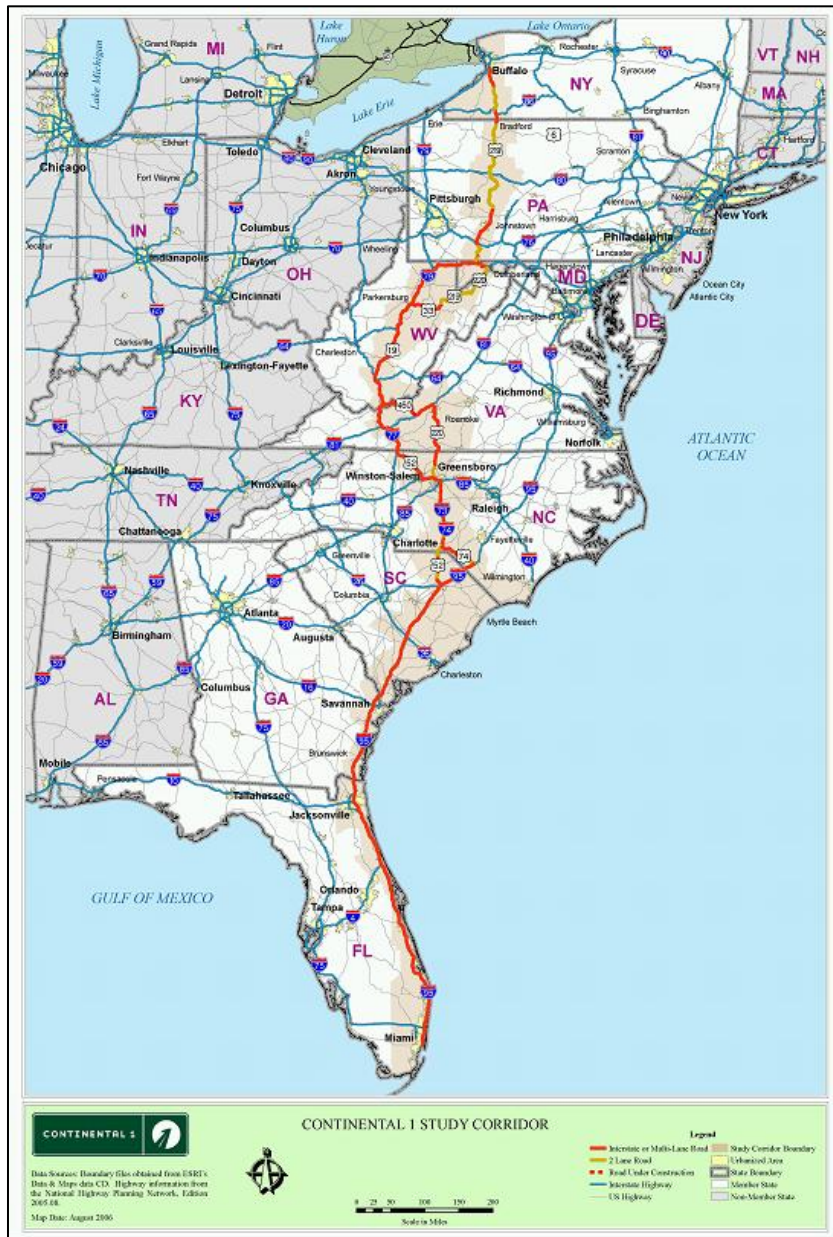 Lake Ontario
Lake Huron
MI
Grand Rapids
Flint
Lansing
Lake Michigan
Detroit
Lake Erie
Buffalo
Rochester
Syracuse
Albany
NY
VT
NH
MA
Hartford
CT
Binghamton
Erie
Bradford
Scranton
Chicago
Elkhart
Toledo
Cleveland
Akron
Youngstown
Fort Wayne
IN
Indianapolis
Columbus
Dayton
OH
Wheeling
Cincinnati
Pittsburgh
Johnstown
PA
Harrisburg
Allentown
Newark
New York
Trenton
Philadelphia
Lancaster
NJ
Wilmington
Hagerstown
Cumberland
MD
Baltimore
Ocean City
Atlantic City
DE
Washington D.C.
Parkersburg
WV
Charleston
Clarksville
Louisville
Lexington-Fayette
KY
VA
Richmond
Williamsburg
Norfolk
Roanoke
ATLANTIC
OCEAN
Nashville
TN
Knoxville
Chattanooga
Winston-Salem
Greensboro
Raleigh
NC
Charlotte
Fayetteville
Wilmington
Greenville
SC
Columbia
Myrtle Beach
Charleston
Atlanta
Augusta
Birmingham
AL
Columbus
GA
Savannah
Brunswick
Mobile
Pensacola
Tallahassee
Jacksonville
GULF OF MEXICO
Orlando
Tampa
FL
Miami
CONTINENTAL 1
CONTINENTAL 1 STUDY CORRIDOR
Data Sources: Boundary files obtained from ESRI's
Data & Maps data CD. Highway information from
the National Highway Planning Network, Edition
2005.08.
Map Date: August 2006
0 25 50 100 150 200
Scale in Miles
Legend
Interstate or Multi-Lane Road
2 Lane Road
Road Under Construction
Interstate Highway
US Highway
Study Corridor Boundary
Urbanized Area
State Boundary
Member State
Non-Member State